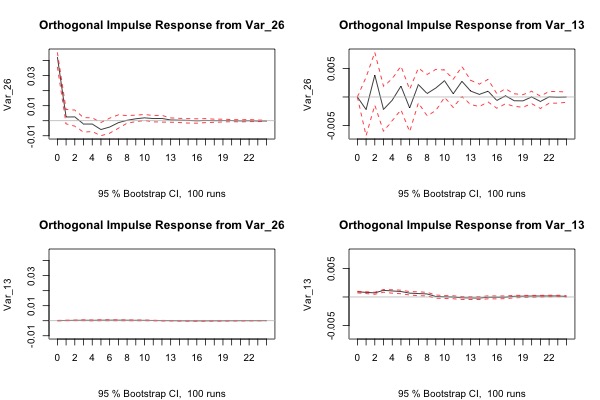 Orthogonal Impulse Response from Var_26
Var_26
0.03
0.01
-0.01
0 2 4 6 8 10 13 16 19 22
95 % Bootstrap CI, 100 runs
Orthogonal Impulse Response from Var_13
Var_26
0.005
-0.005
0 2 4 6 8 10 13 16 19 22
95 % Bootstrap CI, 100 runs
Orthogonal Impulse Response from Var_26
Var_13
0.03
0.01
-0.01
0 2 4 6 8 10 13 16 19 22
95 % Bootstrap CI, 100 runs
Orthogonal Impulse Response from Var_13
Var_13
0.005
-0.005
0 2 4 6 8 10 13 16 19 22
95 % Bootstrap CI, 100 runs